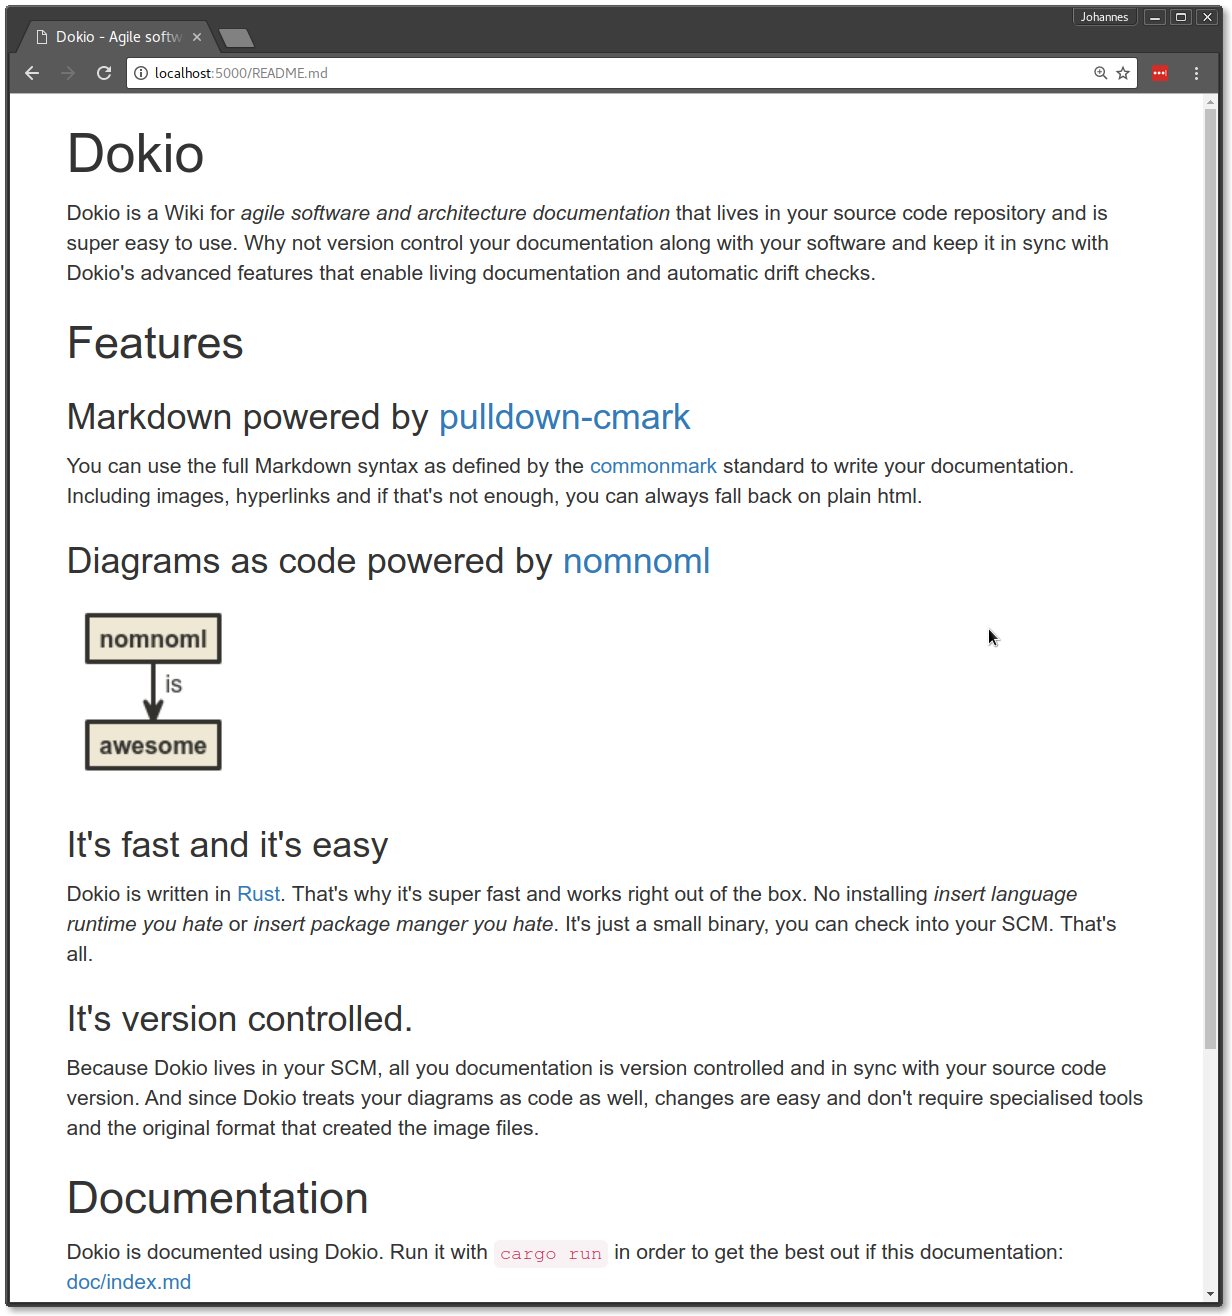 Johannes
Dokio - Agile softw
localhost:5000/README.md
Dokio
Dokio is a Wiki for agile software and architecture documentation that lives in your source code repository and is
super easy to use. Why not version control your documentation along with your software and keep it in sync with
Dokio's advanced features that enable living documentation and automatic drift checks.
Features
Markdown powered by pulldown-cmark
You can use the full Markdown syntax as defined by the commonmark standard to write your documentation.
Including images, hyperlinks and if that's not enough, you can always fall back on plain html.
Diagrams as code powered by nomnoml
nomnoml
is
awesome
It's fast and it's easy
Dokio is written in Rust. That's why it's super fast and works right out of the box. No installing insert language
runtime you hate or insert package manger you hate. It's just a small binary, you can check into your SCM. That's
all.
It's version controlled.
Because Dokio lives in your SCM, all you documentation is version controlled and in sync with your source code
version. And since Dokio treats your diagrams as code as well, changes are easy and don't require specialised tools
and the original format that created the image files.
Documentation
Dokio is documented using Dokio. Run it with cargo run in order to get the best out if this documentation:
doc/index.md